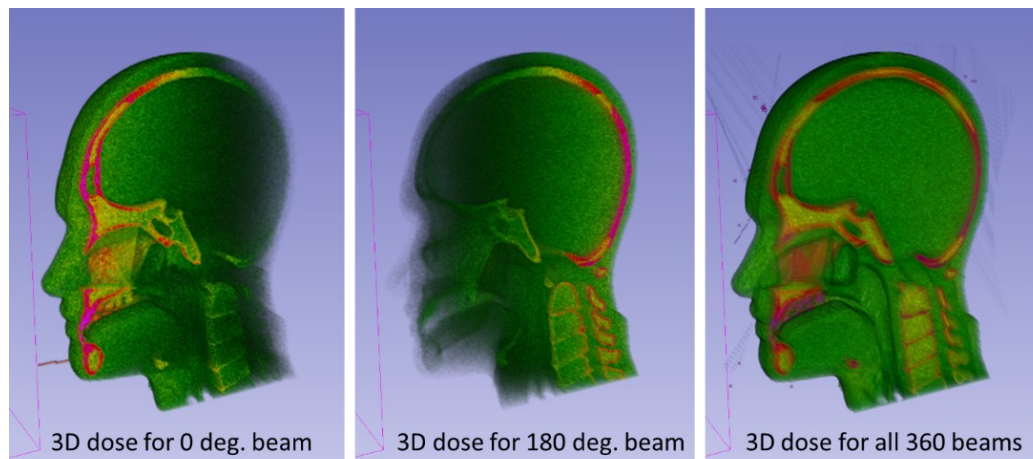 3D dose for 0 deg. beam
3D dose for 180 deg. beam
3D dose for all 360 beams